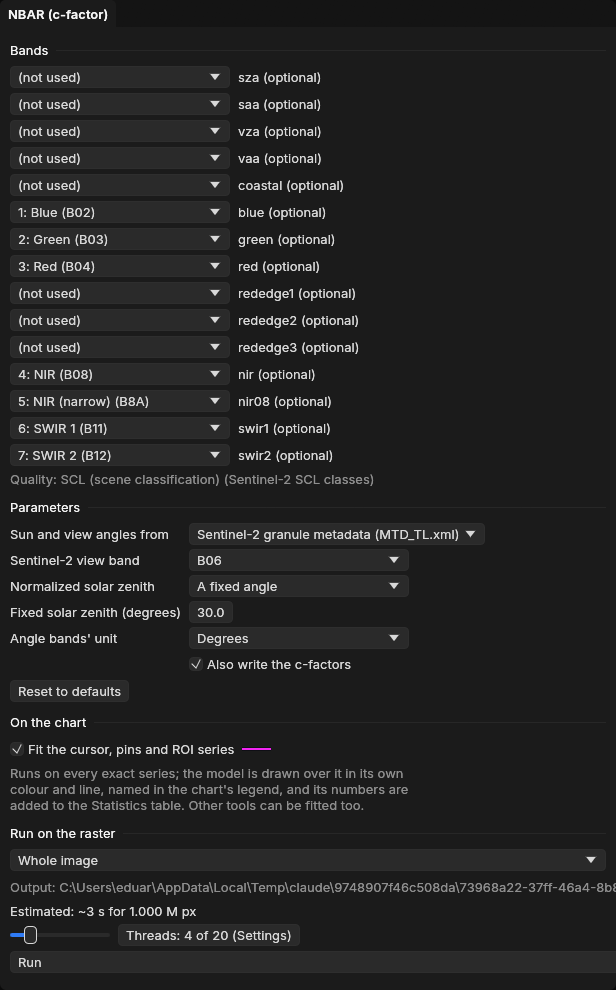 NBAR (c-factor)
Bands
(not used) sza (optional)
(not used) saa (optional)
(not used) vza (optional)
(not used) vaa (optional)
(not used) coastal (optional)
1: Blue (B02) blue (optional)
2: Green (B03) green (optional)
3: Red (B04) red (optional)
(not used) rededge1 (optional)
(not used) rededge2 (optional)
(not used) rededge3 (optional)
4: NIR (B08) nir (optional)
5: NIR (narrow) (B8A) nir08 (optional)
6: SWIR 1 (B11) swir1 (optional)
7: SWIR 2 (B12) swir2 (optional)
Quality: SCL (scene classification) (Sentinel-2 SCL classes)
Parameters
Sun and view angles from Sentinel-2 granule metadata (MTD_TL.xml)
Sentinel-2 view band B06
Normalized solar zenith A fixed angle
Fixed solar zenith (degrees) 30.0
Angle bands' unit Degrees
Also write the c-factors
Reset to defaults
On the chart
Fit the cursor, pins and ROI series
Runs on every exact series; the model is drawn over it in its own
colour and line, named in the chart's legend, and its numbers are
added to the Statistics table. Other tools can be fitted too.
Run on the raster
Whole image
Output: C:\Users\eduar\AppData\Local\Temp\claude\9748907f46c508da\73968a22-37ff-46a4-8b8
Estimated: ~3 s for 1.000 M px
Threads: 4 of 20 (Settings)
Run